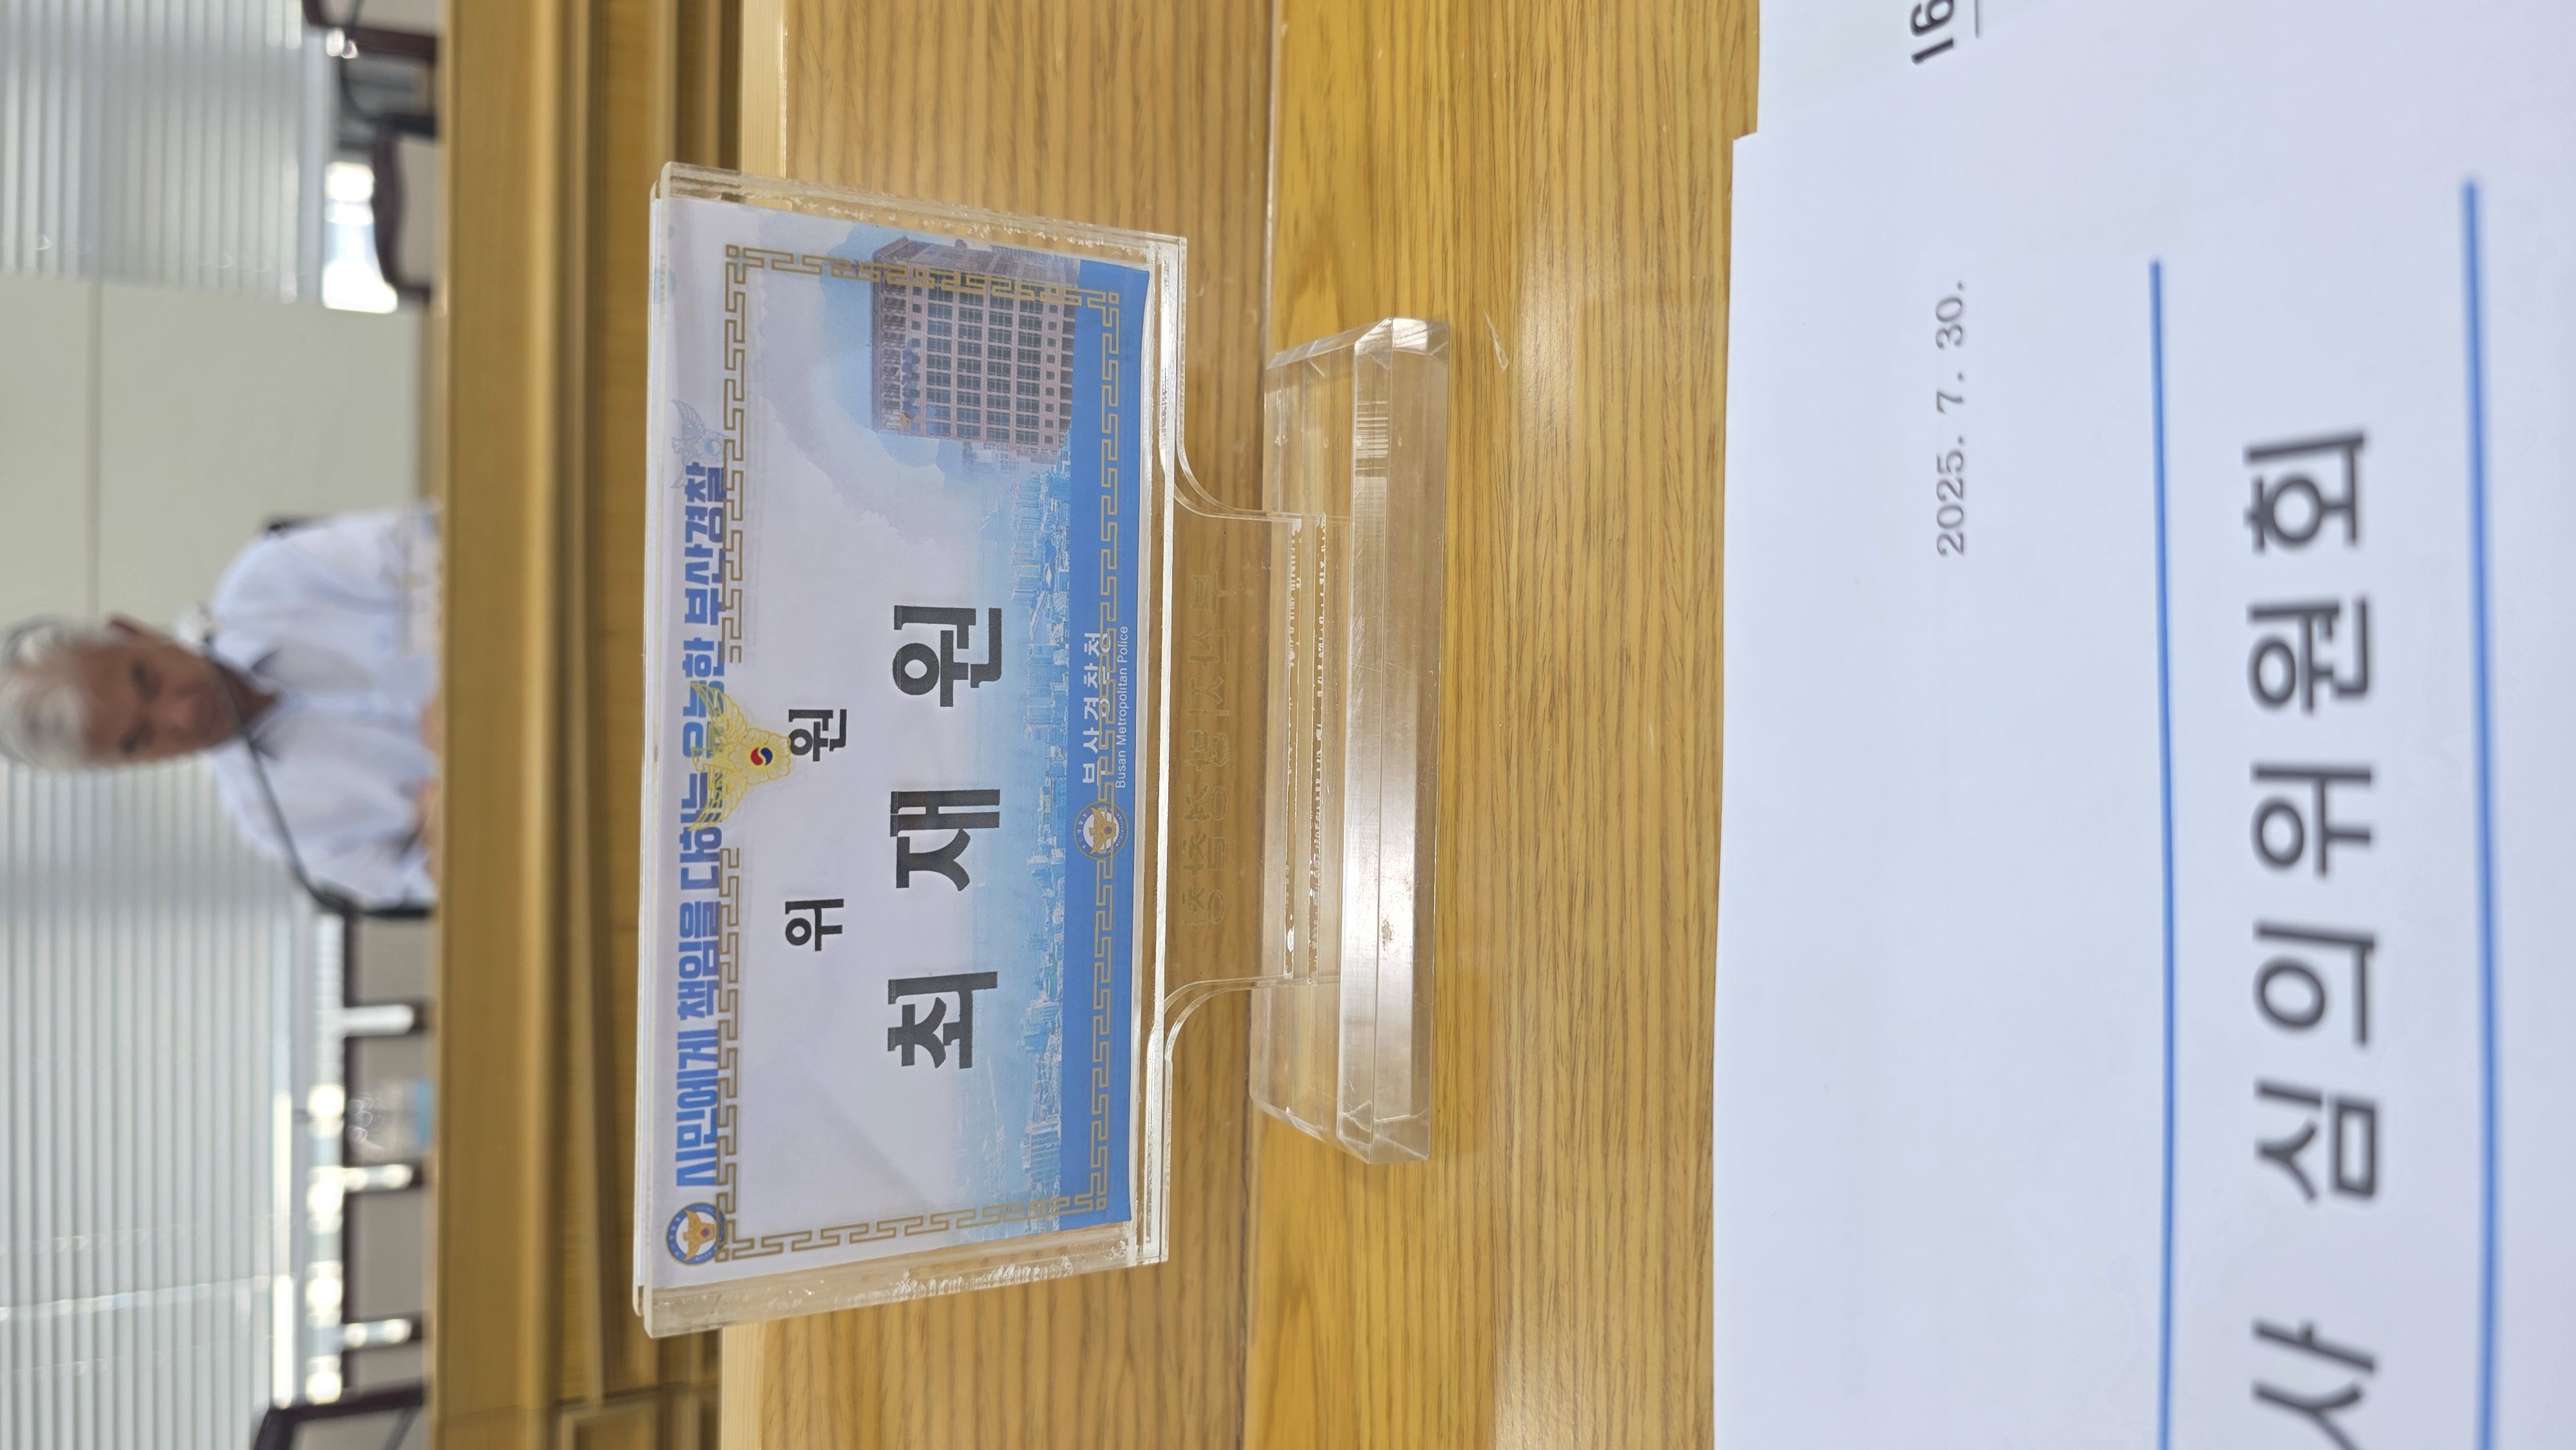 시민에게 책임을 다하는 유능한 부산경찰
위 원
최 재 원
부산경찰청
Busan Metropolitan Police
2025. 7. 30.
사 심의위원회